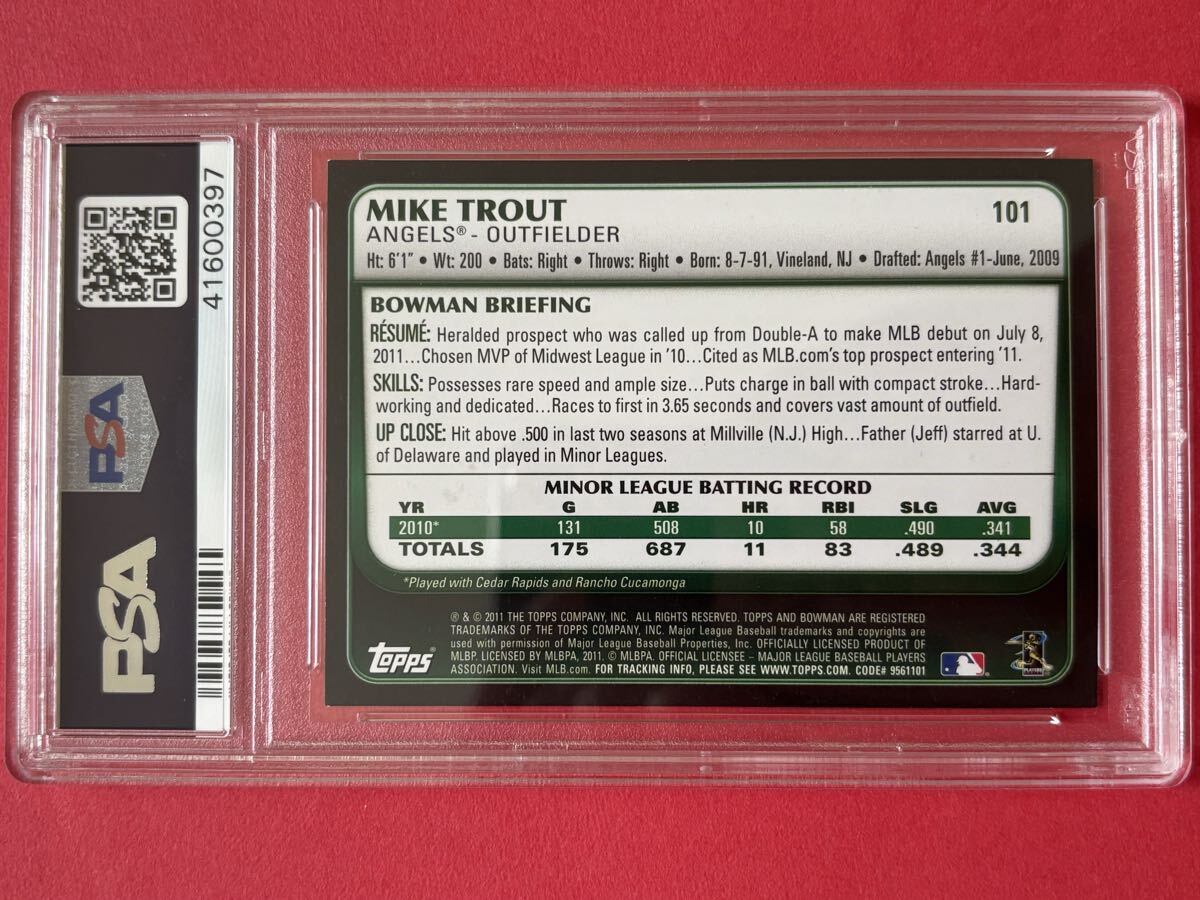 41600397
PSA
PSA
MIKE TROUT 101
ANGELS® - OUTFIELDER
Ht: 6'1" • Wt: 200 • Bats: Right • Throws: Right • Born: 8-7-91, Vineland, NJ • Drafted: Angels #1-June, 2009
BOWMAN BRIEFING
RÉSUMÉ: Heralded prospect who was called up from Double-A to make MLB debut on July 8,
2011...Chosen MVP of Midwest League in '10...Cited as MLB.com's top prospect entering '11.
SKILLS: Possesses rare speed and ample size...Puts charge in ball with compact stroke...Hard-
working and dedicated...Races to first in 3.65 seconds and covers vast amount of outfield.
UP CLOSE: Hit above .500 in last two seasons at Millville (N.J.) High...Father (Jeff) starred at U.
of Delaware and played in Minor Leagues.
MINOR LEAGUE BATTING RECORD
YR G AB HR RBI SLG AVG
2010* 131 508 10 58 .490 .341
TOTALS 175 687 11 83 .489 .344
*Played with Cedar Rapids and Rancho Cucamonga
® & © 2011 THE TOPPS COMPANY, INC. ALL RIGHTS RESERVED. TOPPS AND BOWMAN ARE REGISTERED
TRADEMARKS OF THE TOPPS COMPANY, INC. Major League Baseball trademarks and copyrights are
used with permission of Major League Baseball Properties, Inc. OFFICIALLY LICENSED PRODUCT OF
MLBP. LICENSED BY MLBPA, 2011. © MLBPA. OFFICIAL LICENSEE - MAJOR LEAGUE BASEBALL PLAYERS
ASSOCIATION. Visit MLB.com. FOR TRACKING INFO, PLEASE SEE WWW.TOPPS.COM. CODE# 9561101
TOPPS®